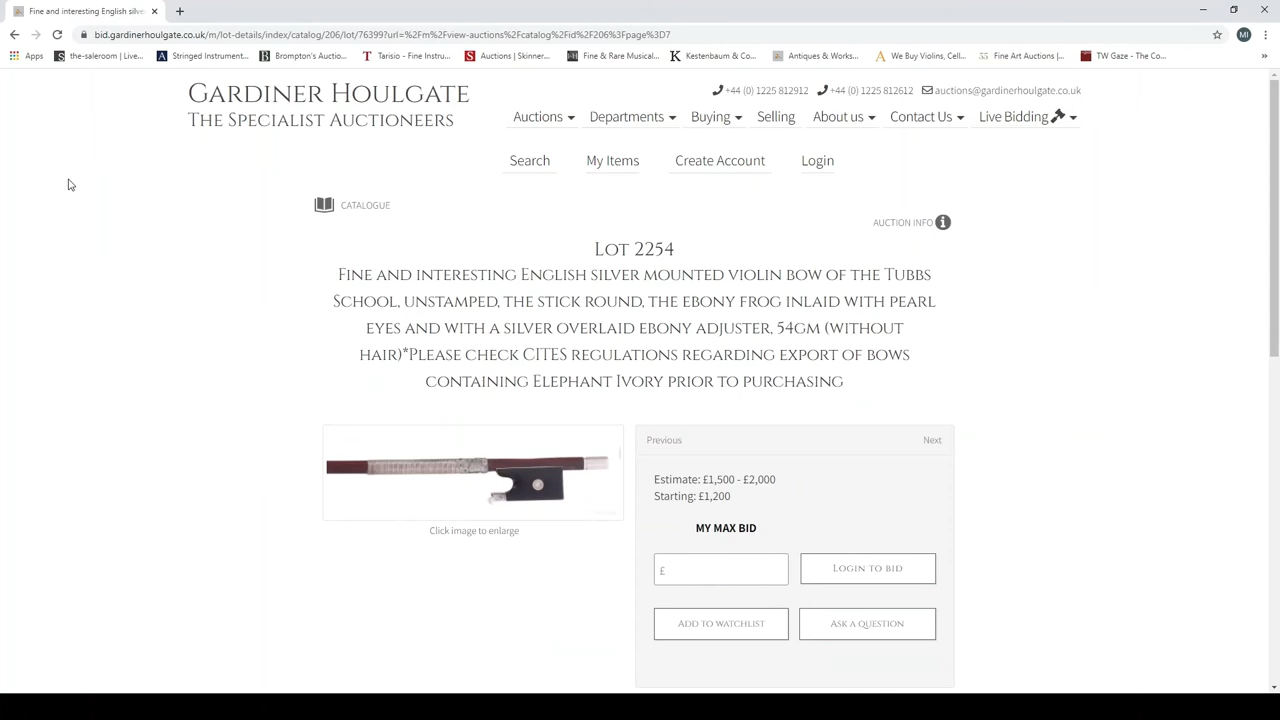 Fine and interesting English silver
bid.gardinerhoulgate.co.uk/m/lot-details/index/catalog/206/lot/76399?url=%2Fm%2Fview-auctions%2Fcatalog%2Fid%2F206%3Fpage%3D7
MI
Apps
the-saleroom | Live...
Stringed Instrument...
Brompton's Auction...
Tarisio - Fine Instru...
Auctions | Skinner...
Fine & Rare Musical...
Kestenbaum & Co...
Antiques & Works...
We Buy Violins, Cell...
Fine Art Auctions |...
TW Gaze - The Co...
Gardiner Houlgate
The Specialist Auctioneers
+44 (0) 1225 812912 +44 (0) 1225 812612 auctions@gardinerhoulgate.co.uk
Auctions Departments Buying Selling About us Contact Us Live Bidding
Search My Items Create Account Login
CATALOGUE
AUCTION INFO
Lot 2254
Fine and interesting English silver mounted violin bow of the Tubbs
School, unstamped, the stick round, the ebony frog inlaid with pearl
eyes and with a silver overlaid ebony adjuster, 54gm (without
hair)*Please check CITES regulations regarding export of bows
containing Elephant Ivory prior to purchasing
Previous Next
Estimate: £1,500 - £2,000
Starting: £1,200
MY MAX BID
£
Login to bid
Click image to enlarge
Add to watchlist
Ask a question